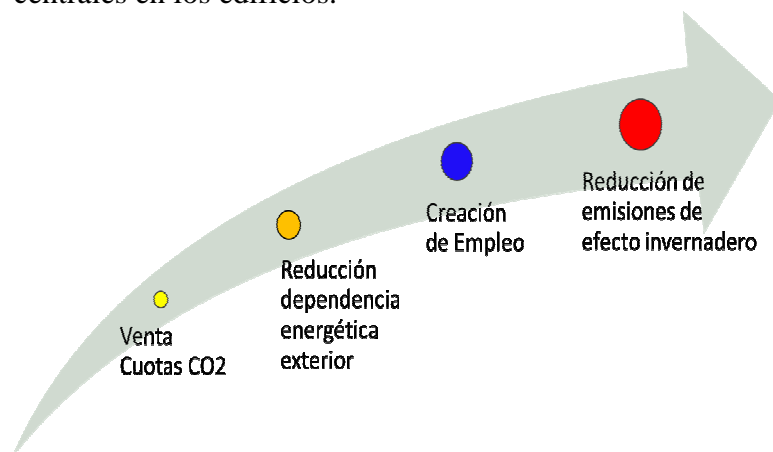 centrales en los edificios.
Venta
Cuotas CO2
Reducción
dependencia
energética
exterior
Creación
de Empleo
Reducción de
emisiones de
efecto invernadero